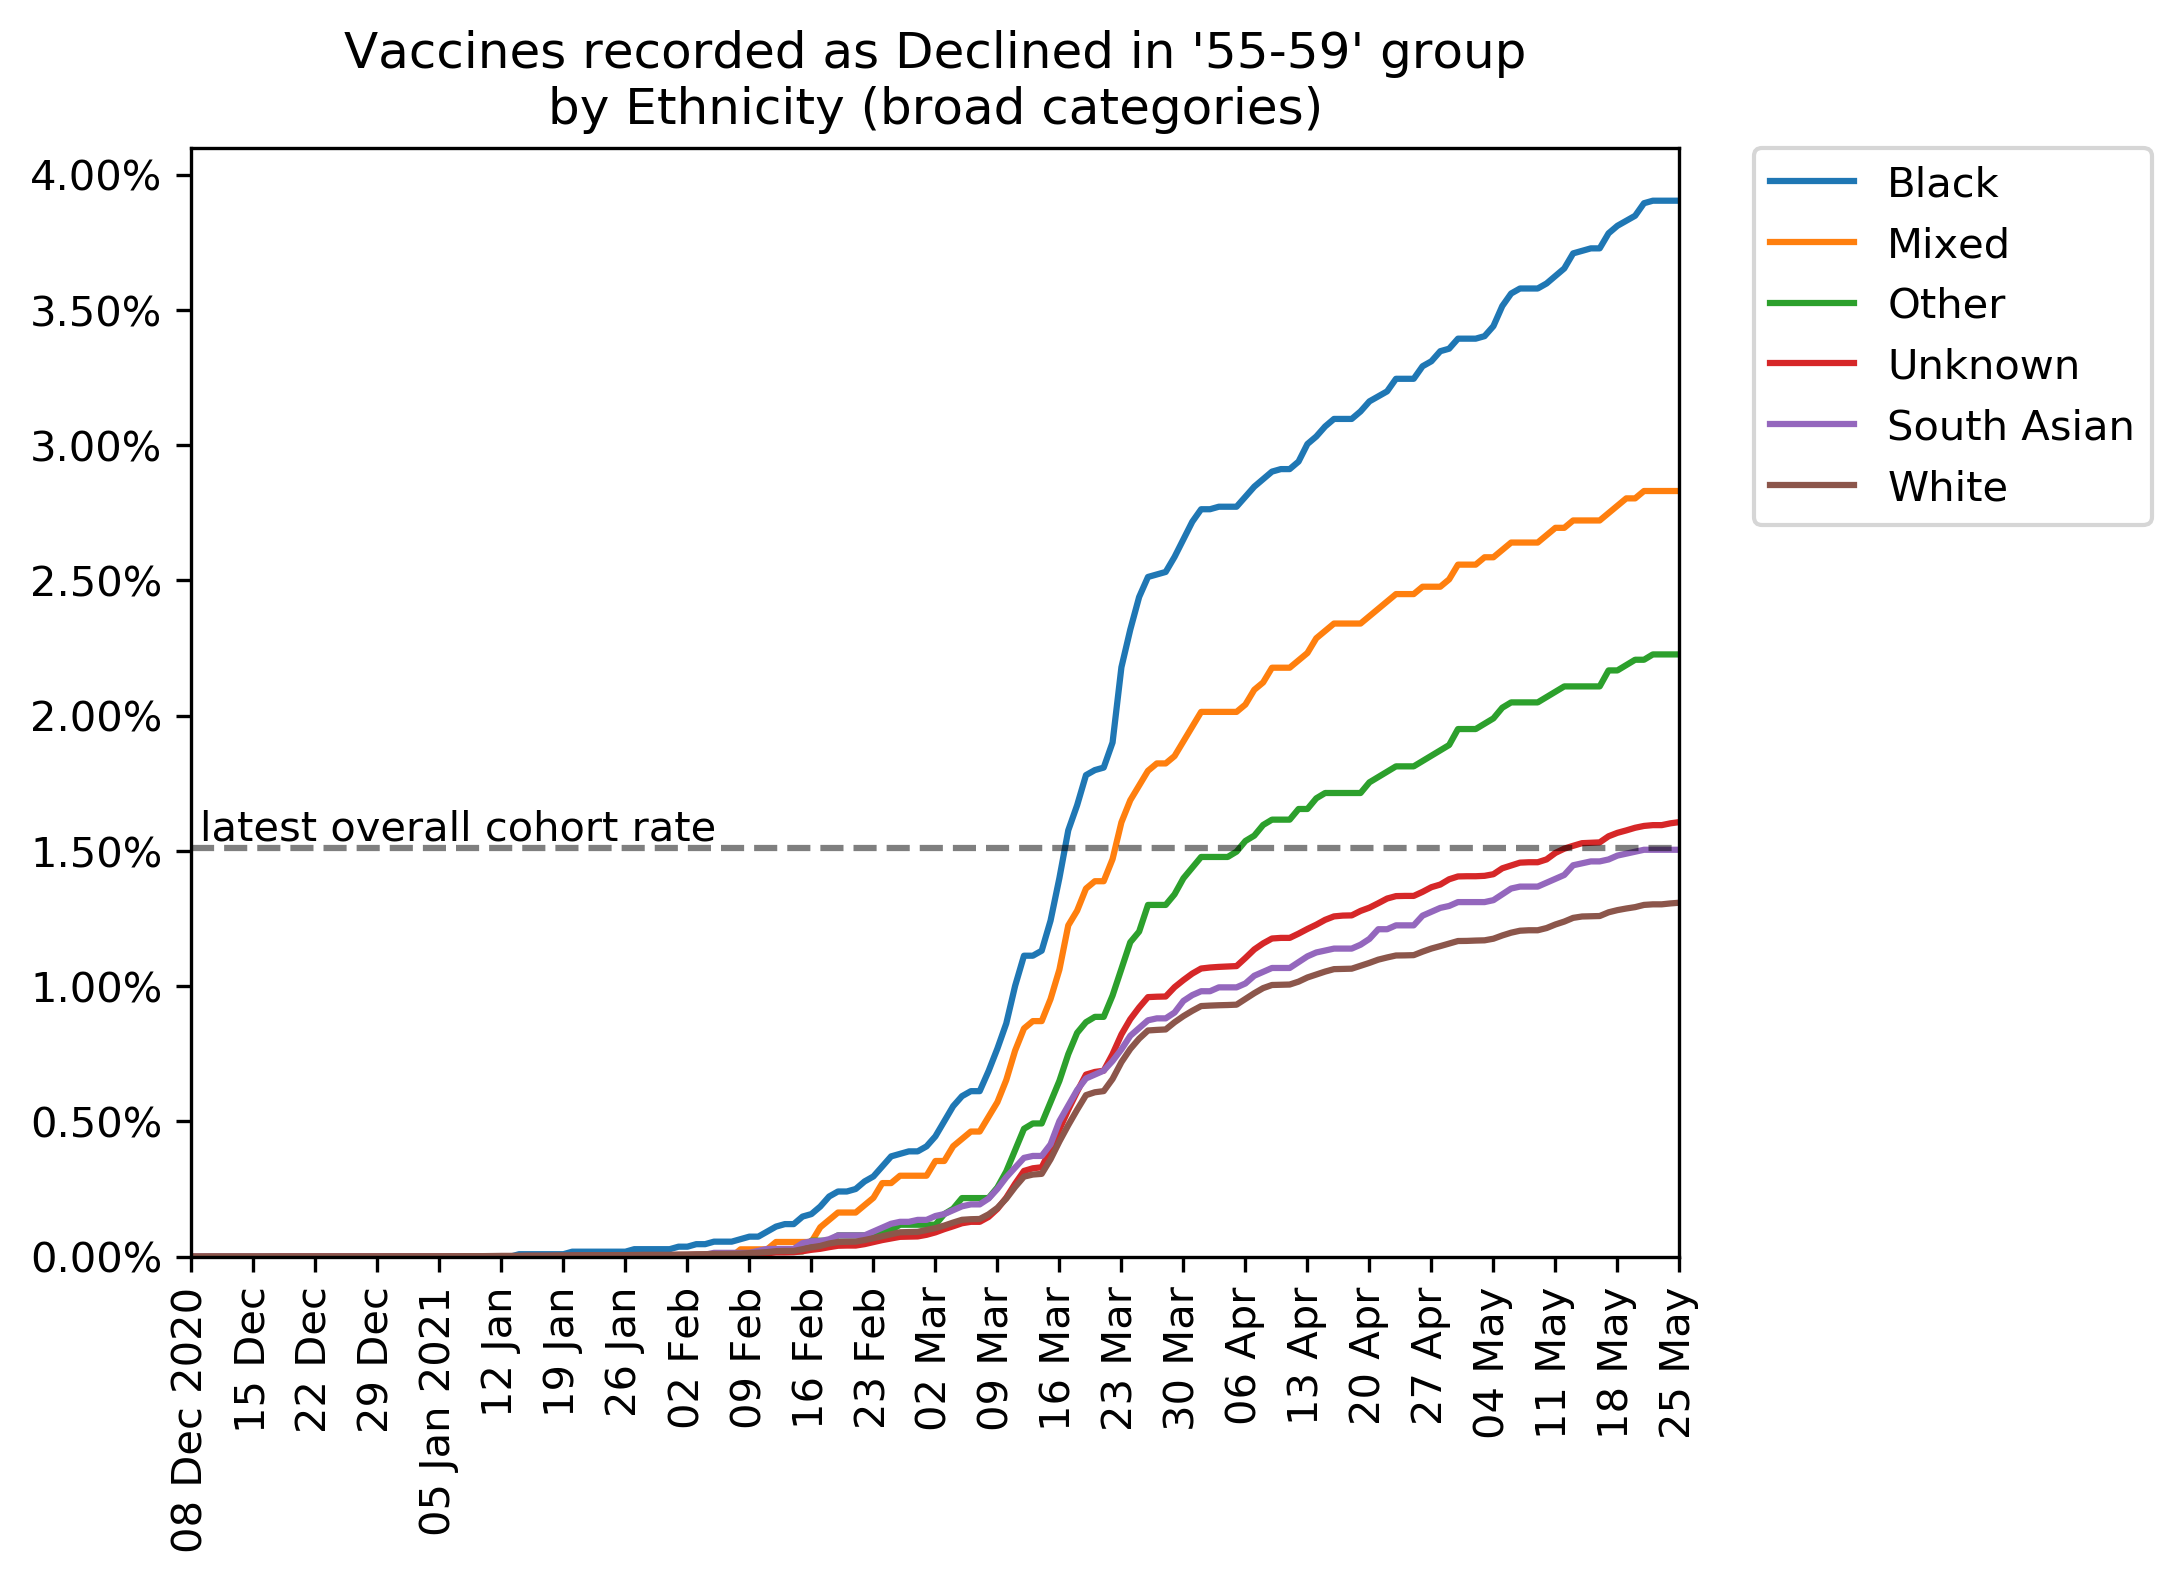 Vaccines recorded as Declined in '55-59' group
by Ethnicity (broad categories)
4.00%
3.50%
3.00%
2.50%
2.00%
1.50%
1.00%
0.50%
0.00%
latest overall cohort rate
08 Dec 2020
15 Dec
22 Dec
29 Dec
05 Jan 2021
12 Jan
19 Jan
26 Jan
02 Feb
09 Feb
16 Feb
23 Feb
02 Mar
09 Mar
16 Mar
23 Mar
30 Mar
06 Apr
13 Apr
20 Apr
27 Apr
04 May
11 May
18 May
25 May
Black
Mixed
Other
Unknown
South Asian
White